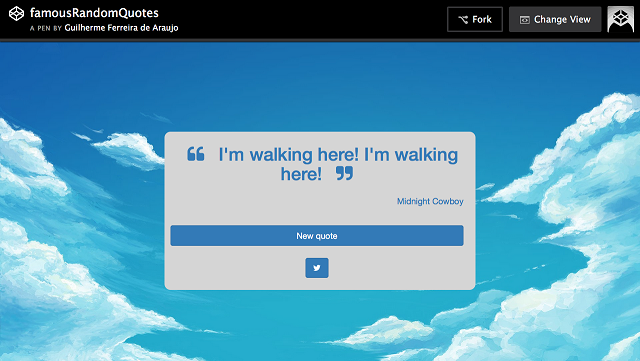 famousRandomQuotes
A PEN BY Guilherme Ferreira de Araujo
Fork
Change View
❝ I'm walking here! I'm walking
here! ❞
Midnight Cowboy
New quote